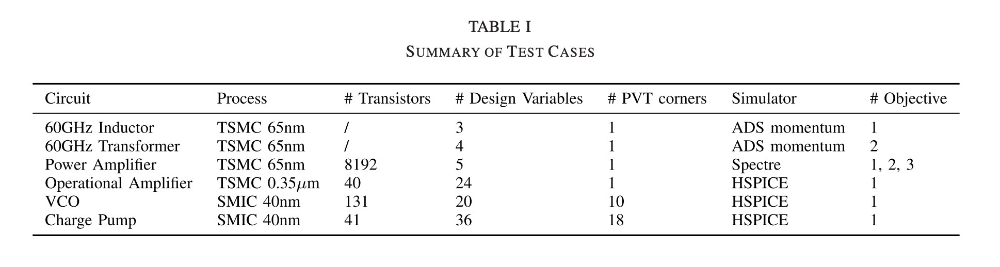 TABLE I
SUMMARY OF TEST CASES
Circuit Process # Transistors # Design Variables # PVT corners Simulator # Objective
60GHz Inductor TSMC 65nm / 3 1 ADS momentum 1
60GHz Transformer TSMC 65nm / 4 1 ADS momentum 2
Power Amplifier TSMC 65nm 8192 5 1 Spectre 1, 2, 3
Operational Amplifier TSMC 0.35μm 40 24 1 HSPICE 1
VCO SMIC 40nm 131 20 10 HSPICE 1
Charge Pump SMIC 40nm 41 36 18 HSPICE 1